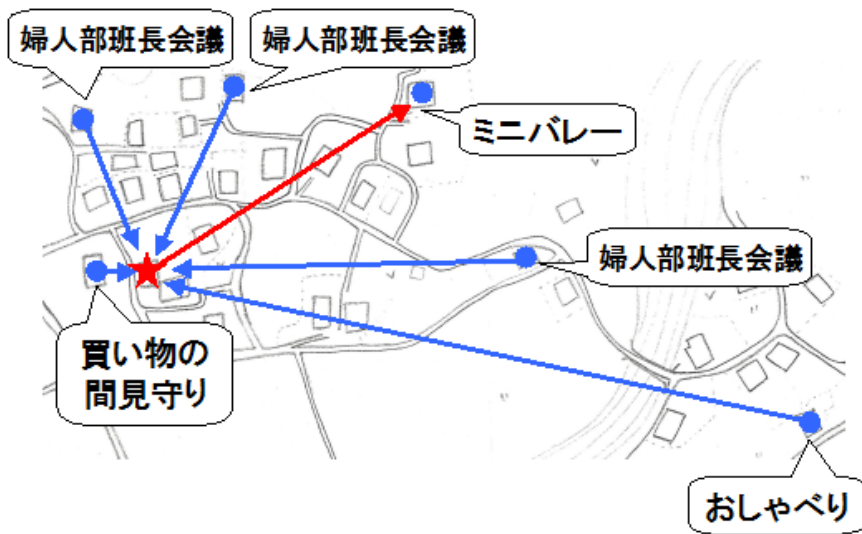 婦人部班長会議
婦人部班長会議
ミニバレー
婦人部班長会議
買い物の
間見守り
おしゃべり